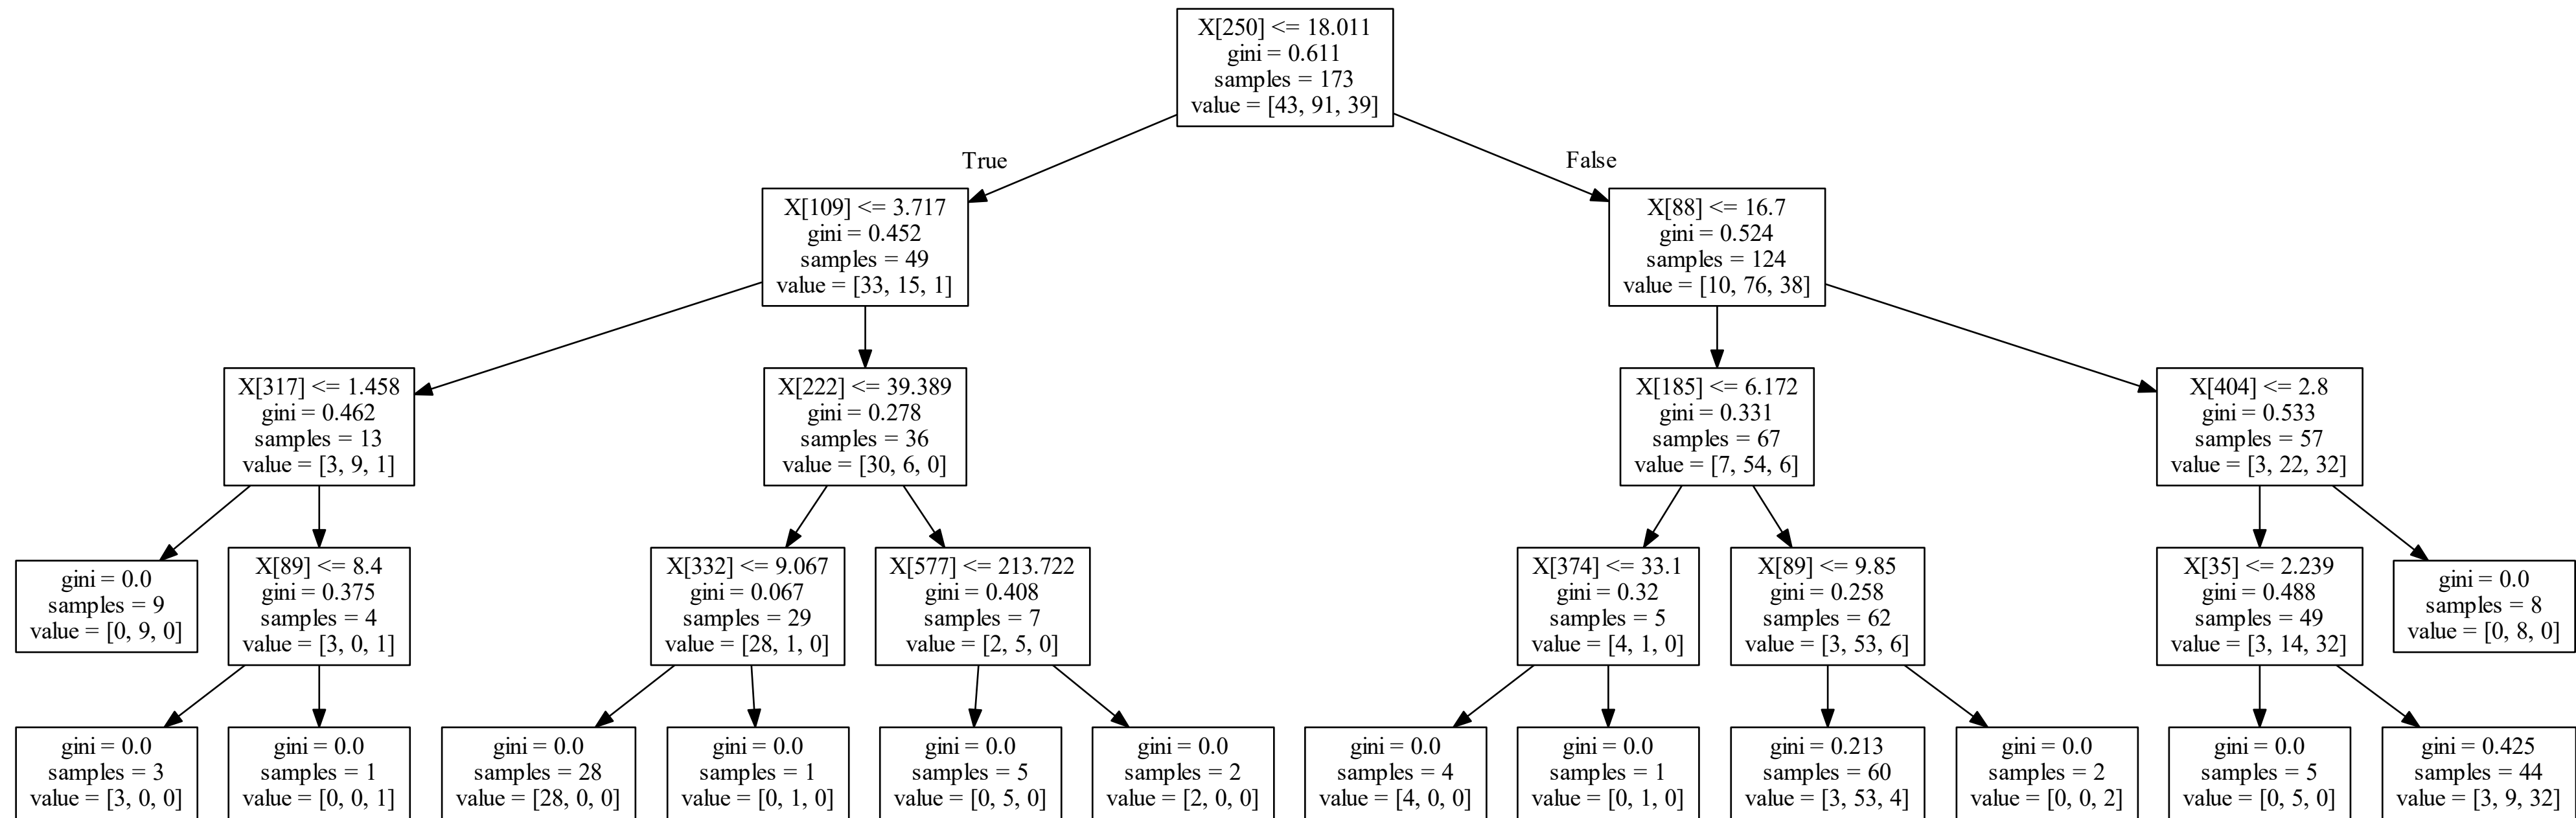 X[250] <= 18.011
gini = 0.611
samples = 173
value = [43, 91, 39]
True
False
X[109] <= 3.717
gini = 0.452
samples = 49
value = [33, 15, 1]
X[88] <= 16.7
gini = 0.524
samples = 124
value = [10, 76, 38]
X[317] <= 1.458
gini = 0.462
samples = 13
value = [3, 9, 1]
X[222] <= 39.389
gini = 0.278
samples = 36
value = [30, 6, 0]
X[185] <= 6.172
gini = 0.331
samples = 67
value = [7, 54, 6]
X[404] <= 2.8
gini = 0.533
samples = 57
value = [3, 22, 32]
gini = 0.0
samples = 9
value = [0, 9, 0]
X[89] <= 8.4
gini = 0.375
samples = 4
value = [3, 0, 1]
X[332] <= 9.067
gini = 0.067
samples = 29
value = [28, 1, 0]
X[577] <= 213.722
gini = 0.408
samples = 7
value = [2, 5, 0]
X[374] <= 33.1
gini = 0.32
samples = 5
value = [4, 1, 0]
X[89] <= 9.85
gini = 0.258
samples = 62
value = [3, 53, 6]
X[35] <= 2.239
gini = 0.488
samples = 49
value = [3, 14, 32]
gini = 0.0
samples = 8
value = [0, 8, 0]
gini = 0.0
samples = 3
value = [3, 0, 0]
gini = 0.0
samples = 1
value = [0, 0, 1]
gini = 0.0
samples = 28
value = [28, 0, 0]
gini = 0.0
samples = 1
value = [0, 1, 0]
gini = 0.0
samples = 5
value = [0, 5, 0]
gini = 0.0
samples = 2
value = [2, 0, 0]
gini = 0.0
samples = 4
value = [4, 0, 0]
gini = 0.0
samples = 1
value = [0, 1, 0]
gini = 0.213
samples = 60
value = [3, 53, 4]
gini = 0.0
samples = 2
value = [0, 0, 2]
gini = 0.0
samples = 5
value = [0, 5, 0]
gini = 0.425
samples = 44
value = [3, 9, 32]